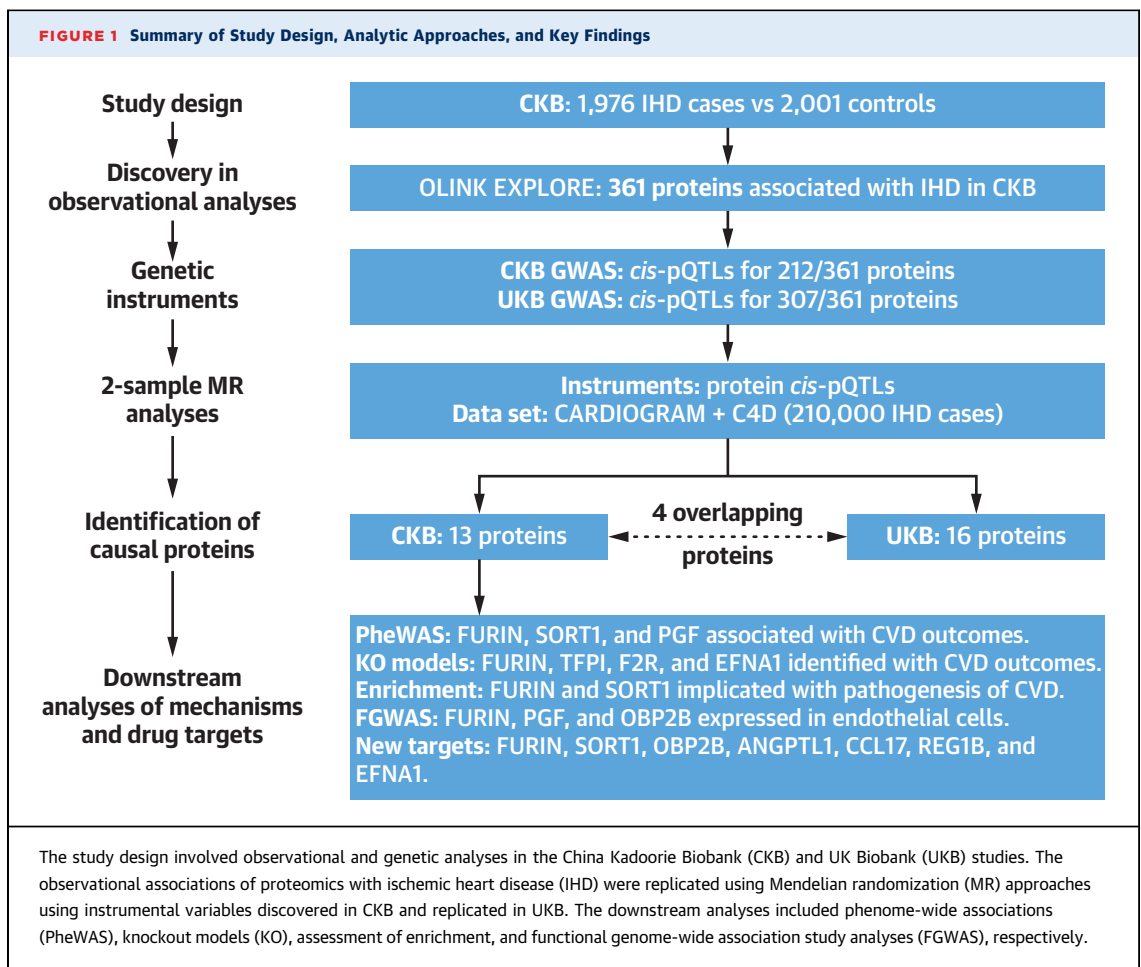 FIGURE 1 Summary of Study Design, Analytic Approaches, and Key Findings
Study design
CKB: 1,976 IHD cases vs 2,001 controls
Discovery in
observational analyses
OLINK EXPLORE: 361 proteins associated with IHD in CKB
Genetic
instruments
CKB GWAS: cis-pQTLs for 212/361 proteins
UKB GWAS: cis-pQTLs for 307/361 proteins
2-sample MR
analyses
Instruments: protein cis-pQTLs
Data set: CARDIOGRAM + C4D (210,000 IHD cases)
Identification of
causal proteins
CKB: 13 proteins
4 overlapping
proteins
UKB: 16 proteins
Downstream
analyses of mechanisms
and drug targets
PheWAS: FURIN, SORT1, and PGF associated with CVD outcomes.
KO models: FURIN, TFPI, F2R, and EFNA1 identified with CVD outcomes.
Enrichment: FURIN and SORT1 implicated with pathogenesis of CVD.
FGWAS: FURIN, PGF, and OBP2B expressed in endothelial cells.
New targets: FURIN, SORT1, OBP2B, ANGPTL1, CCL17, REG1B, and
EFNA1.
The study design involved observational and genetic analyses in the China Kadoorie Biobank (CKB) and UK Biobank (UKB) studies. The
observational associations of proteomics with ischemic heart disease (IHD) were replicated using Mendelian randomization (MR) approaches
using instrumental variables discovered in CKB and replicated in UKB. The downstream analyses included phenome-wide associations
(PheWAS), knockout models (KO), assessment of enrichment, and functional genome-wide association study analyses (FGWAS), respectively.